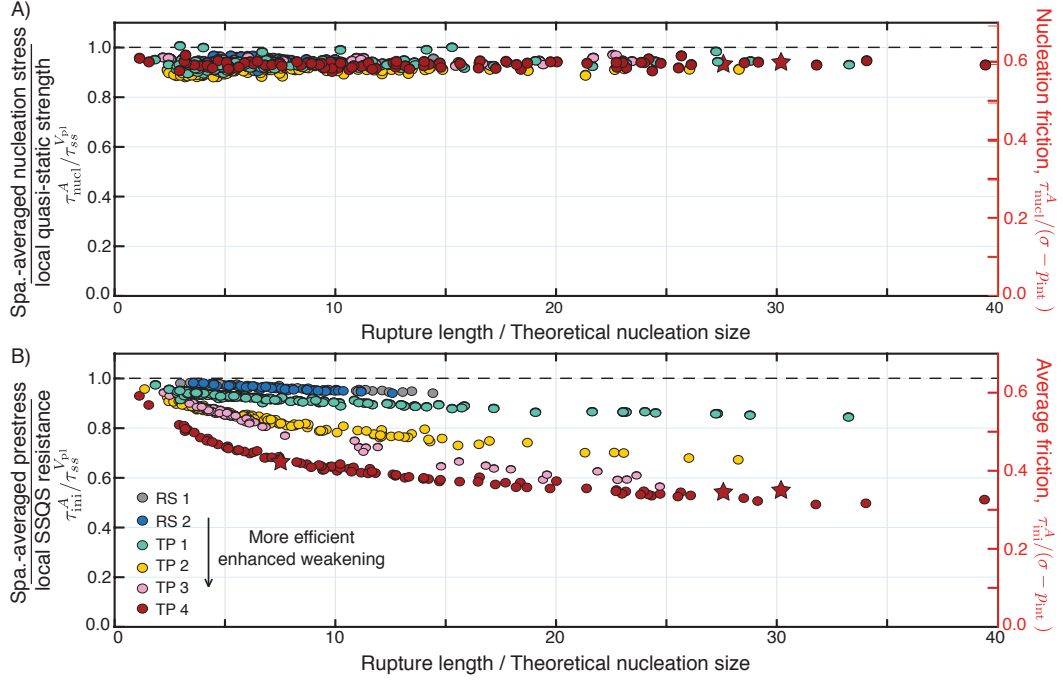 A)
Spa.-averaged nucleation stress
local quasi-static strength
τ^A_nucl/τ^{V_pl}_ss
1.0
0.8
0.6
0.4
0.2
0.0
0.6
0.4
0.2
0.0
Nucleation friction, τ^A_nucl/(σ − p_int)
0 10 20 30 40
Rupture length / Theoretical nucleation size
B)
Spa.-averaged prestress
local SSQS resistance
τ^A_ini/τ^{V_pl}_ss
1.0
0.8
0.6
0.4
0.2
0.0
RS 1
RS 2
TP 1
TP 2
TP 3
TP 4
More efficient
enhanced weakening
0.6
0.4
0.2
0.0
Average friction, τ^A_ini/(σ − p_int)
0 10 20 30 40
Rupture length / Theoretical nucleation size